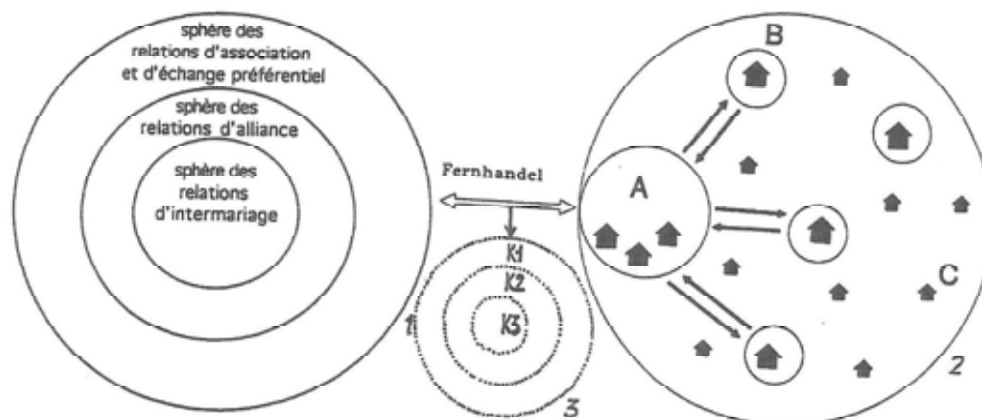 sphère des
relations d'association
et d'échange préférentiel
sphère des
relations d'alliance
sphère des
relations
d'intermariage
1
Fernhandel
K1
K2
K3
3
B
A
C
2